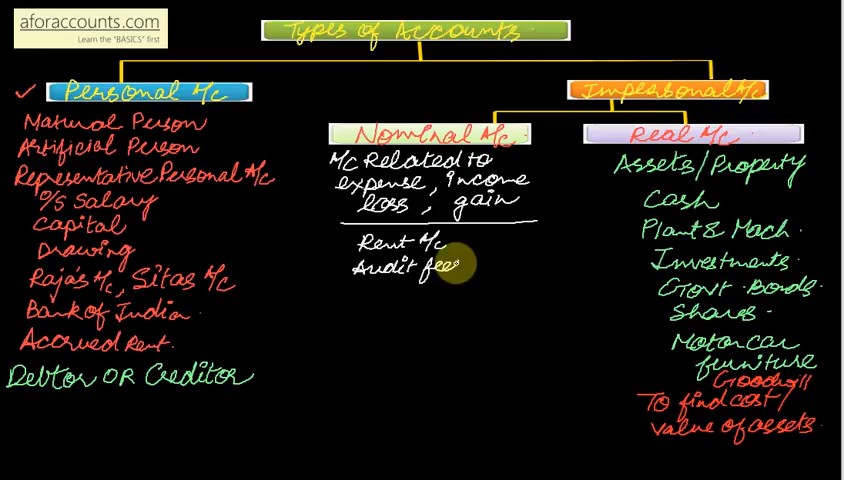 aforaccounts.com
Learn the "BASICS" first
Types of Accounts
Personal A/c
Natural Person
Artificial Person
Representative Personal A/c
O/S Salary
Capital
Drawing
Raja's A/c, Sitas A/c
Bank of India.
Accrued Rent.
Debtor OR Creditor
Impersonal A/c
Nominal A/c.
A/c Related to
expense, income
loss, gain
Rent A/c
Audit fees
Real A/c.
Assets/Property
Cash
Plant & Mach.
Investments.
Govt. Bonds.
Shares.
Motor car
furniture
Goodwill
To find cost/
value of assets.